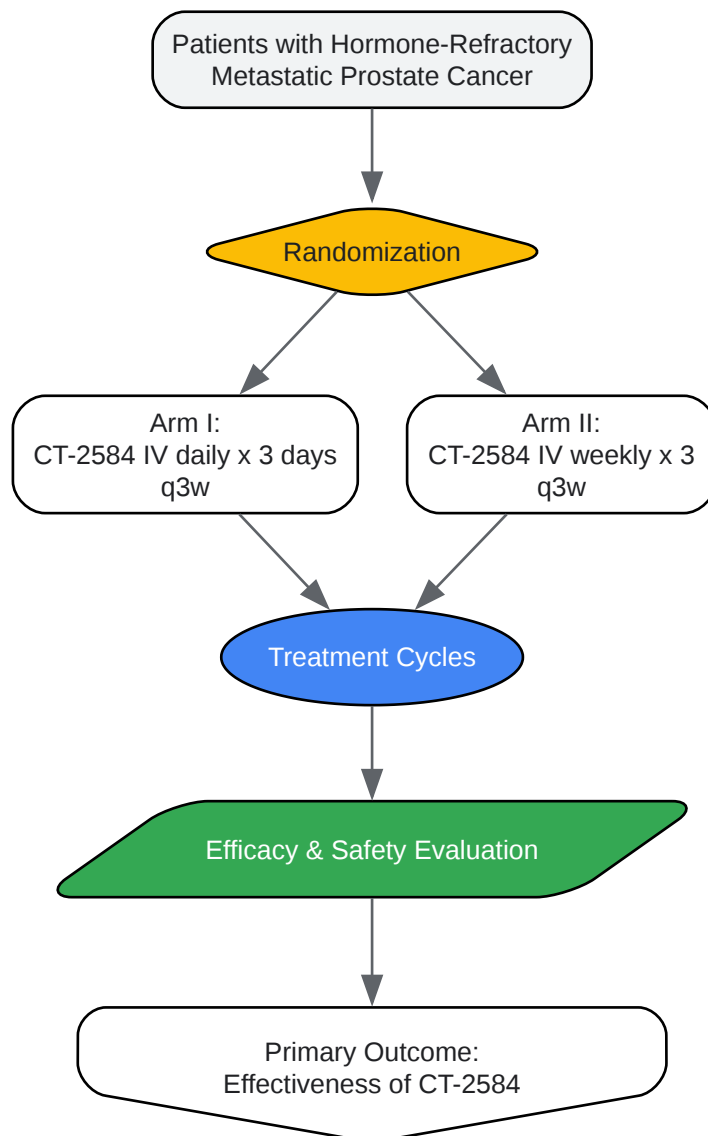 Patients with Hormone-Refractory
Metastatic Prostate Cancer
Randomization
Arm I:
CT-2584 IV daily x 3 days
q3w
Arm II:
CT-2584 IV weekly x 3
q3w
Treatment Cycles
Efficacy & Safety Evaluation
Primary Outcome:
Effectiveness of CT-2584